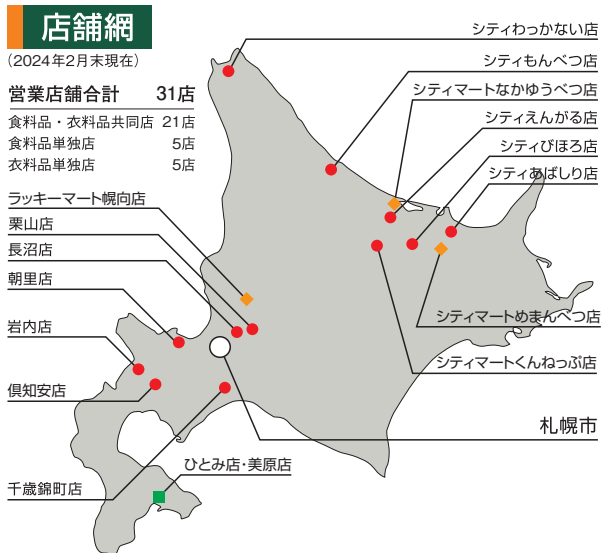 店舗網
（2024年2月末現在）
営業店舗合計 31店
食料品・衣料品共同店 21店
食料品単独店 5店
衣料品単独店 5店
シティわっかない店
シティもんべつ店
シティマートなかゆうべつ店
シティえんがる店
シティびほろ店
シティあばしり店
ラッキーマート幌向店
栗山店
長沼店
朝里店
岩内店
倶知安店
千歳錦町店
シティマートめまんべつ店
シティマートくんねっぷ店
札幌市
ひとみ店・美原店